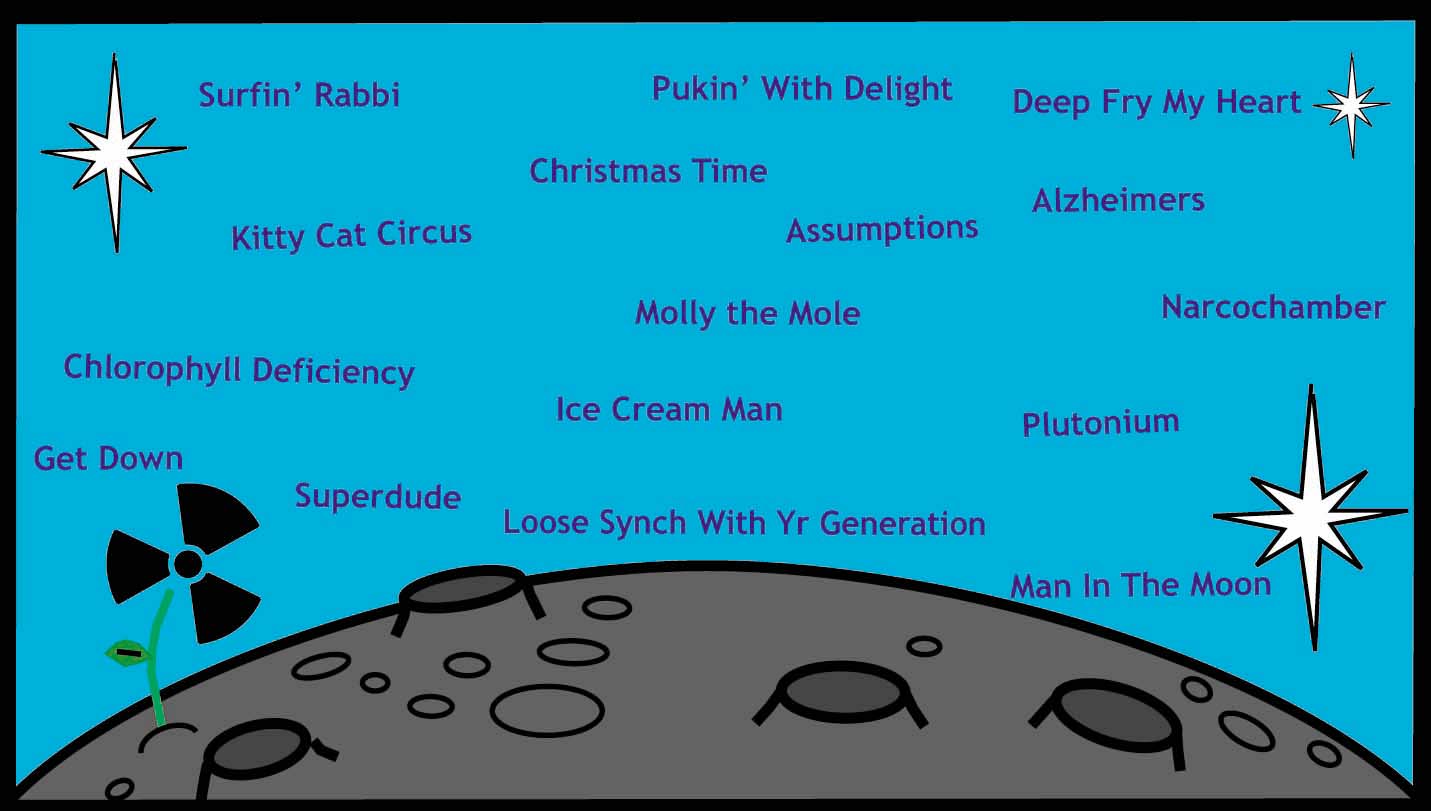 Surfin’ Rabbi
Pukin’ With Delight
Deep Fry My Heart
Christmas Time
Alzheimers
Kitty Cat Circus
Assumptions
Molly the Mole
Narcochamber
Chlorophyll Deficiency
Ice Cream Man
Plutonium
Get Down
Superdude
Loose Synch With Yr Generation
Man In The Moon